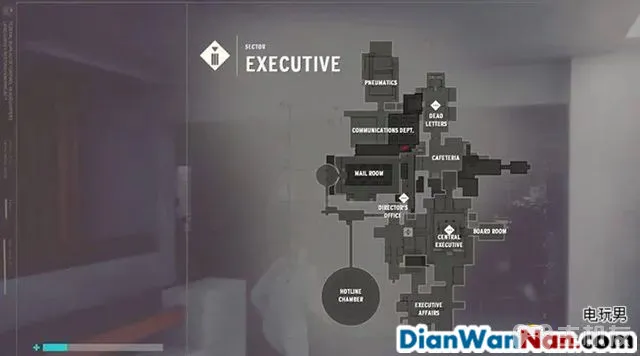 SECTOR
EXECUTIVE
PNEUMATICS
DEAD
LETTERS
COMMUNICATIONS DEPT.
CAFETERIA
MAIL ROOM
DIRECTOR'S
OFFICE
CENTRAL
EXECUTIVE
BOARD ROOM
HOTLINE
CHAMBER
EXECUTIVE
AFFAIRS
电玩男
DianWanNan.com